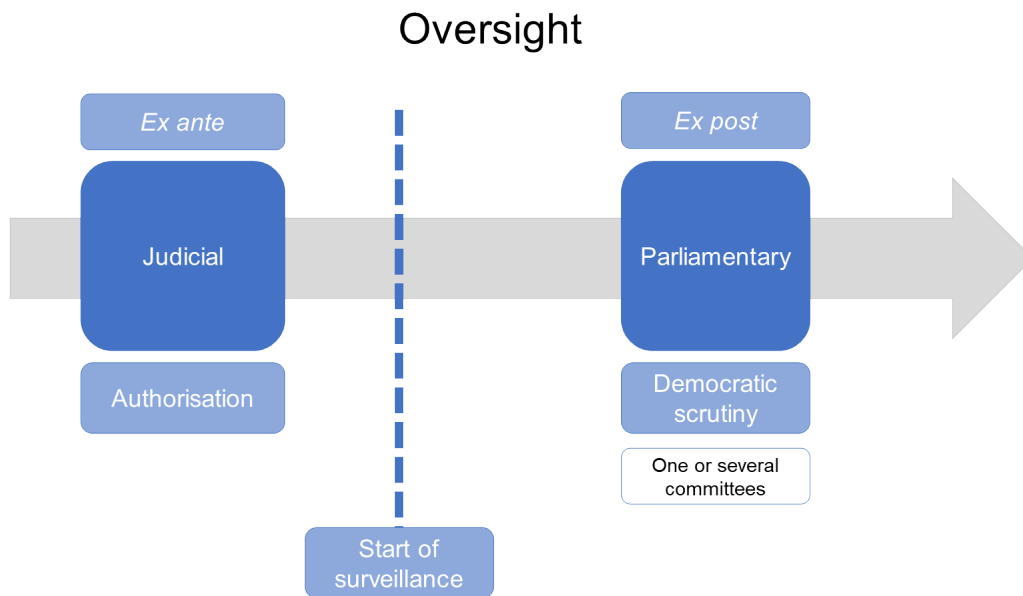 Oversight
Ex ante
Ex post
Judicial
Parliamentary
Authorisation
Democratic
scrutiny
One or several
committees
Start of
surveillance